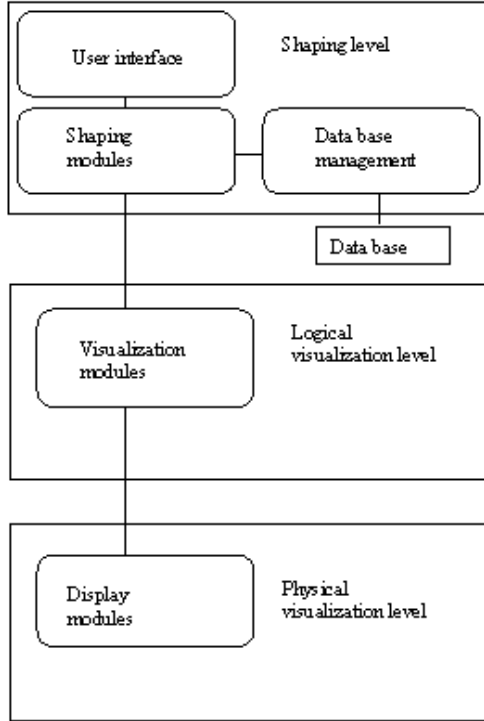 User interface
Shaping level
Shaping
modules
Data base
management
Data base
Visualization
modules
Logical
visualization level
Display
modules
Physical
visualization level